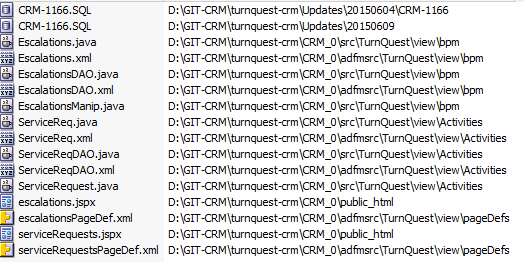 CRM-1166.SQL D:\GIT-CRM\turnquest-crm\Updates\20150604\CRM-1166
CRM-1166.SQL D:\GIT-CRM\turnquest-crm\Updates\20150609
Escalations.java D:\GIT-CRM\turnquest-crm\CRM_0\src\TurnQuest\view\bpm
Escalations.xml D:\GIT-CRM\turnquest-crm\CRM_0\adfmsrc\TurnQuest\view\bpm
EscalationsDAO.java D:\GIT-CRM\turnquest-crm\CRM_0\src\TurnQuest\view\bpm
EscalationsDAO.xml D:\GIT-CRM\turnquest-crm\CRM_0\adfmsrc\TurnQuest\view\bpm
EscalationsManip.java D:\GIT-CRM\turnquest-crm\CRM_0\src\TurnQuest\view\bpm
ServiceReq.java D:\GIT-CRM\turnquest-crm\CRM_0\src\TurnQuest\view\Activities
ServiceReq.xml D:\GIT-CRM\turnquest-crm\CRM_0\adfmsrc\TurnQuest\view\Activities
ServiceReqDAO.java D:\GIT-CRM\turnquest-crm\CRM_0\src\TurnQuest\view\Activities
ServiceReqDAO.xml D:\GIT-CRM\turnquest-crm\CRM_0\adfmsrc\TurnQuest\view\Activities
ServiceRequest.java D:\GIT-CRM\turnquest-crm\CRM_0\src\TurnQuest\view\Activities
escalations.jspx D:\GIT-CRM\turnquest-crm\CRM_0\public_html
escalationsPageDef.xml D:\GIT-CRM\turnquest-crm\CRM_0\adfmsrc\TurnQuest\view\pageDefs
serviceRequests.jspx D:\GIT-CRM\turnquest-crm\CRM_0\public_html
serviceRequestsPageDef.xml D:\GIT-CRM\turnquest-crm\CRM_0\adfmsrc\TurnQuest\view\pageDefs